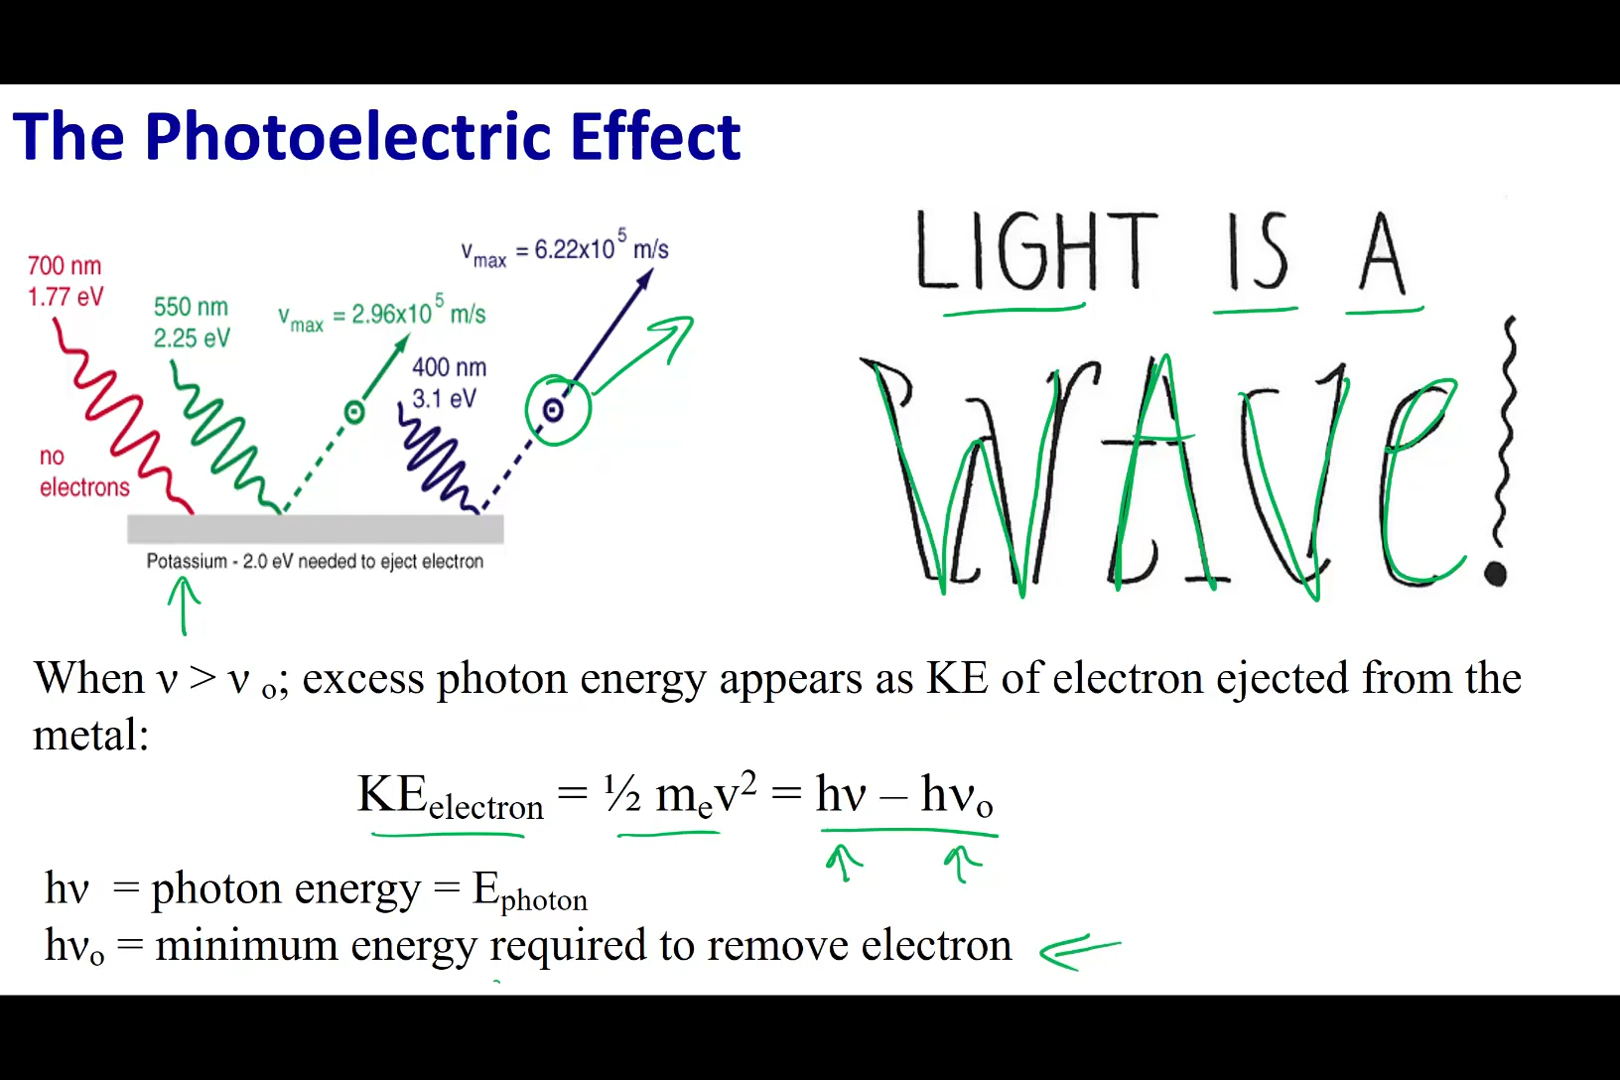 The Photoelectric Effect
700 nm
1.77 eV
no
electrons
550 nm
2.25 eV
vmax = 2.96x10^5 m/s
400 nm
3.1 eV
vmax = 6.22x10^5 m/s
Potassium - 2.0 eV needed to eject electron
LIGHT IS A
WAVe!
When ν > ν o; excess photon energy appears as KE of electron ejected from the
metal:
KEelectron = ½ mev² = hν – hνo
hν = photon energy = Ephoton
hνo = minimum energy required to remove electron